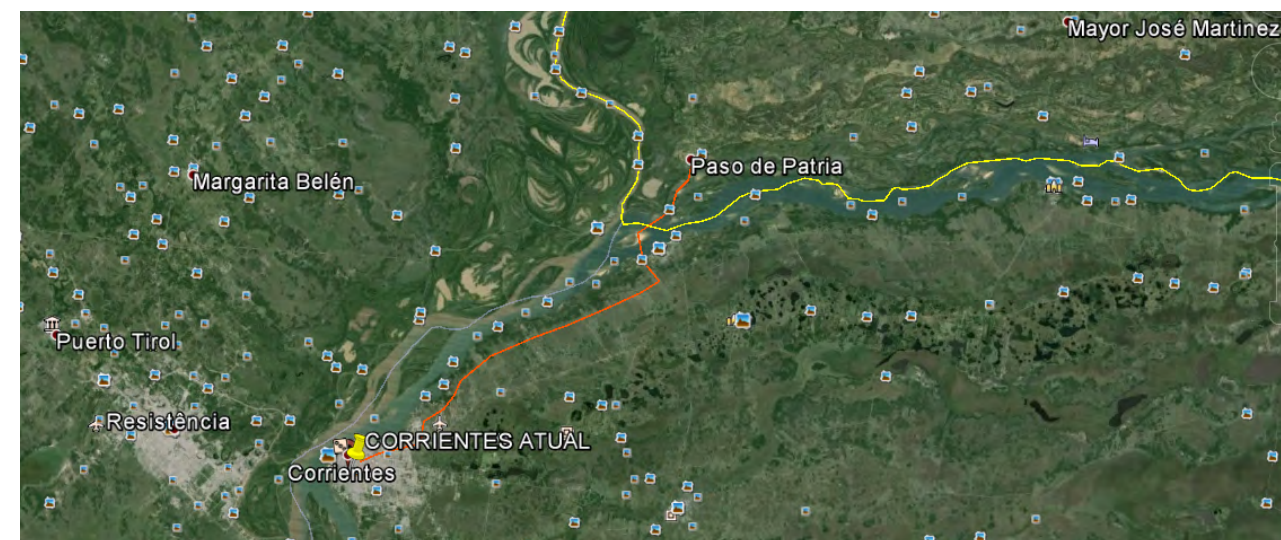 Mayor José Martinez
Paso de Patria
Margarita Belén
Puerto Tirol
Resistência
CORRIENTES ATUAL
Corrientes